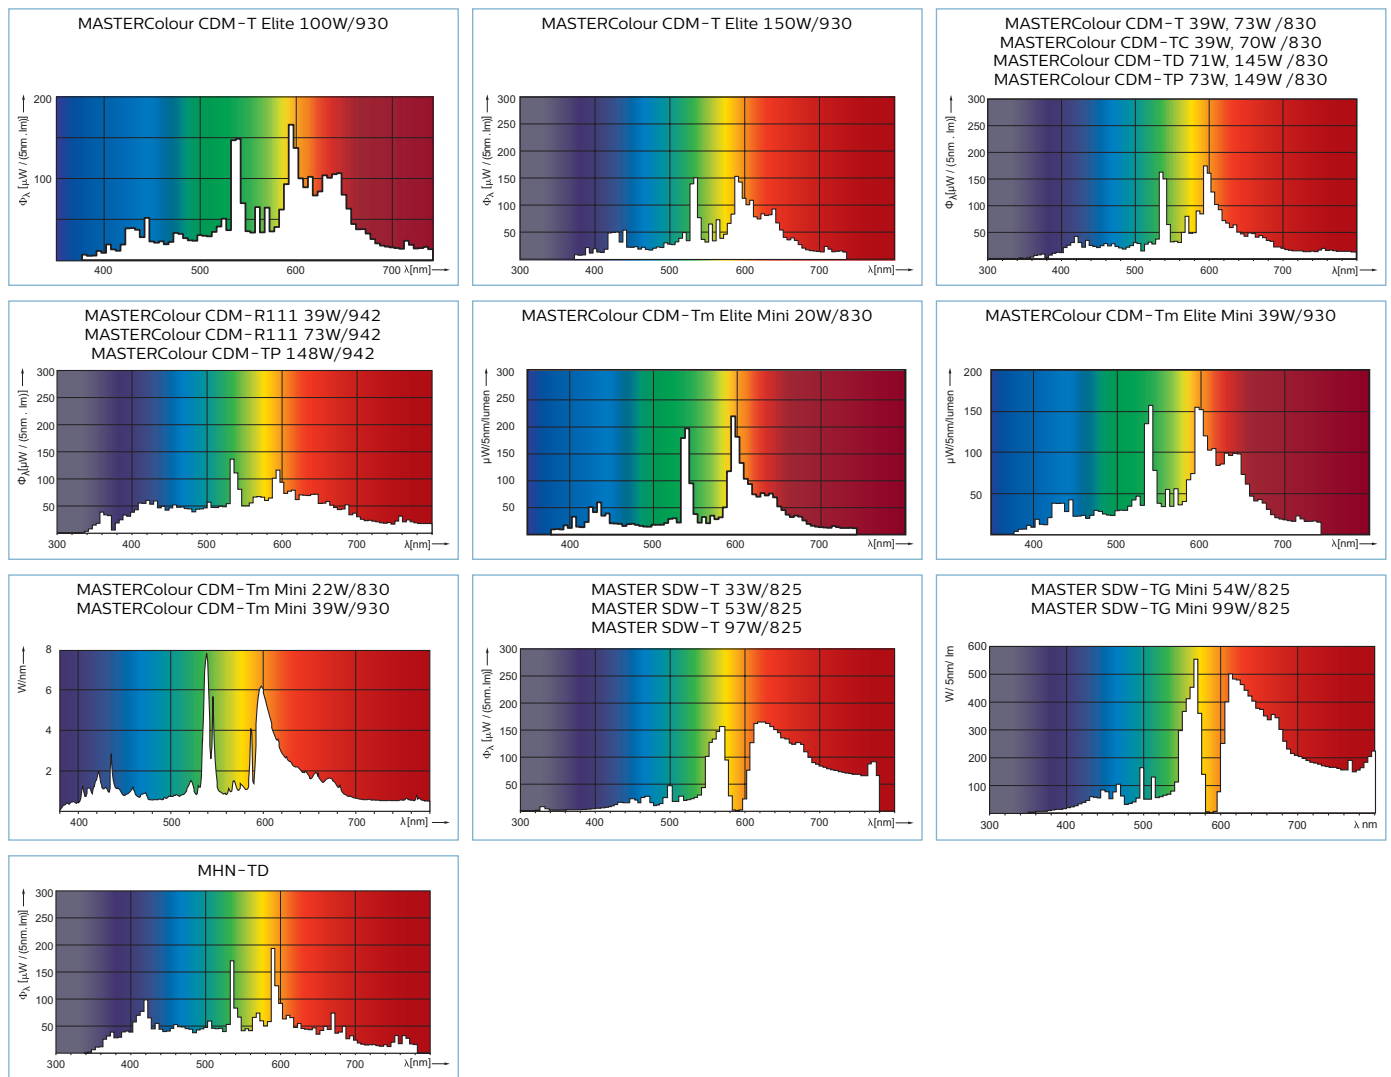 MASTERColour CDM-T Elite 100W/930
Φλ [µW / (5nm . lm)]
200
100
400
500
600
700
λ[nm]
MASTERColour CDM-T Elite 150W/930
Φλ [µW / (5nm . lm)]
300
250
200
150
100
50
300
400
500
600
700
λ[nm]
MASTERColour CDM-T 39W, 73W /830
MASTERColour CDM-TC 39W, 70W /830
MASTERColour CDM-TD 71W, 145W /830
MASTERColour CDM-TP 73W, 149W /830
Φλ[µW / (5nm . lm)]
300
250
200
150
100
50
300
400
500
600
700
λ[nm]
MASTERColour CDM-R111 39W/942
MASTERColour CDM-R111 73W/942
MASTERColour CDM-TP 148W/942
Φλ[µW / (5nm . lm)]
300
250
200
150
100
50
300
400
500
600
700
λ[nm]
MASTERColour CDM-Tm Elite Mini 20W/830
µW/5nm/lumen
300
250
200
150
100
50
400
500
600
700
λ[nm]
MASTERColour CDM-Tm Elite Mini 39W/930
µW/5nm/lumen
200
150
100
50
400
500
600
700
λ[nm]
MASTERColour CDM-Tm Mini 22W/830
MASTERColour CDM-Tm Mini 39W/930
W/nm
8
6
4
2
400
500
600
700
λ[nm]
MASTER SDW-T 33W/825
MASTER SDW-T 53W/825
MASTER SDW-T 97W/825
Φλ [µW / (5nm.lm)]
300
250
200
150
100
50
300
400
500
600
700
λ[nm]
MASTER SDW-TG Mini 54W/825
MASTER SDW-TG Mini 99W/825
W/ 5nm/ lm
600
500
400
300
200
100
300
400
500
600
700
λ nm
MHN-TD
Φλ [µW / (5nm.lm)]
300
250
200
150
100
50
300
400
500
600
700
λ[nm]